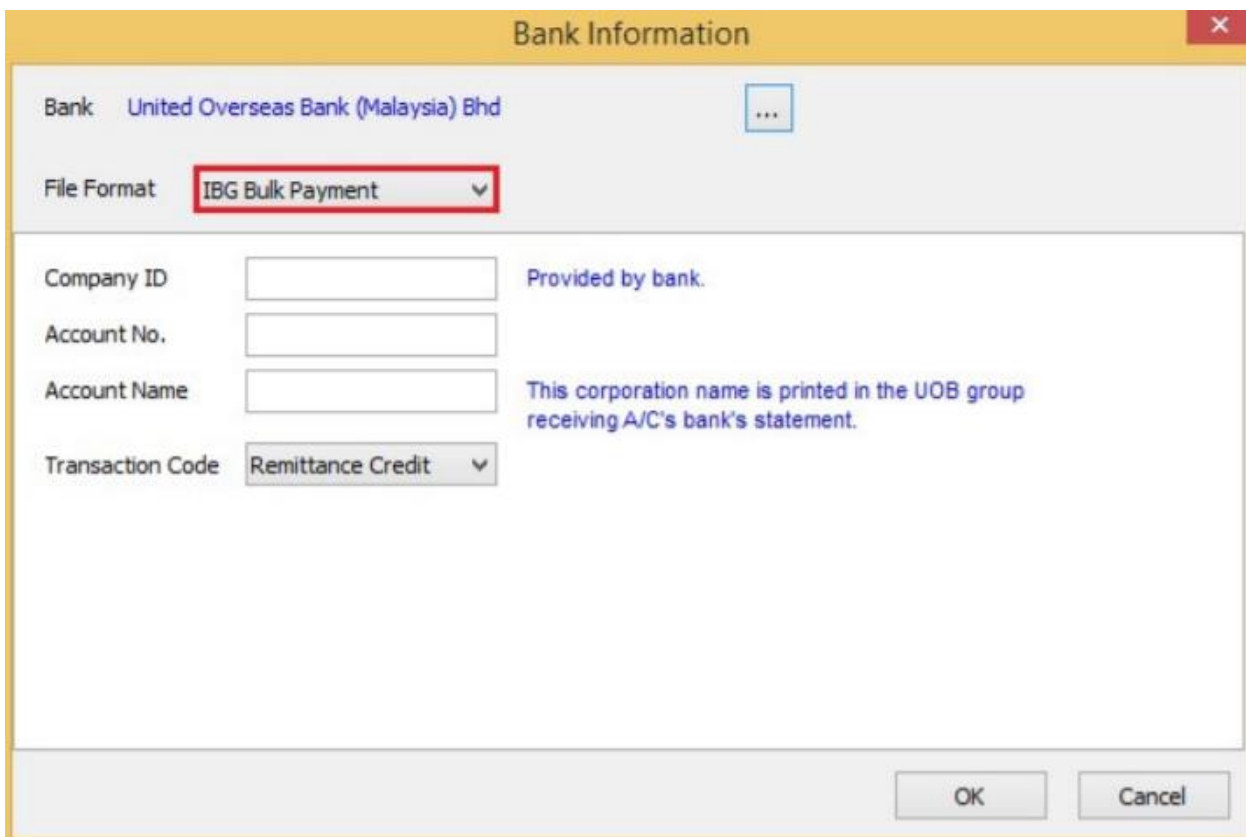 Bank Information
Bank United Overseas Bank (Malaysia) Bhd ...
File Format IBG Bulk Payment
Company ID Provided by bank.
Account No.
Account Name This corporation name is printed in the UOB group
receiving A/C's bank's statement.
Transaction Code Remittance Credit
OK Cancel